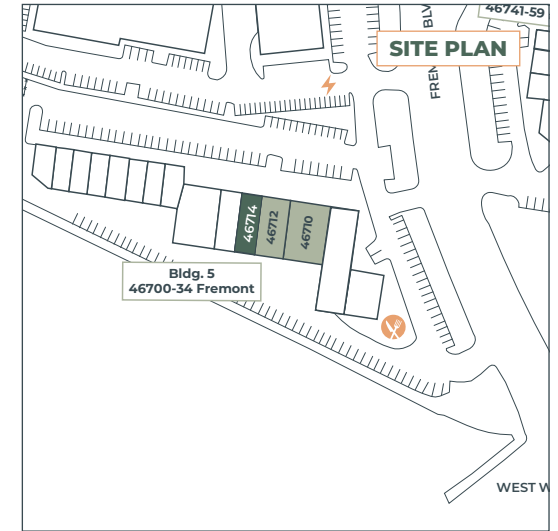 46741-59
SITE PLAN
FREM
BLV
46714
46712
46710
Bldg. 5
46700-34 Fremont
WEST W